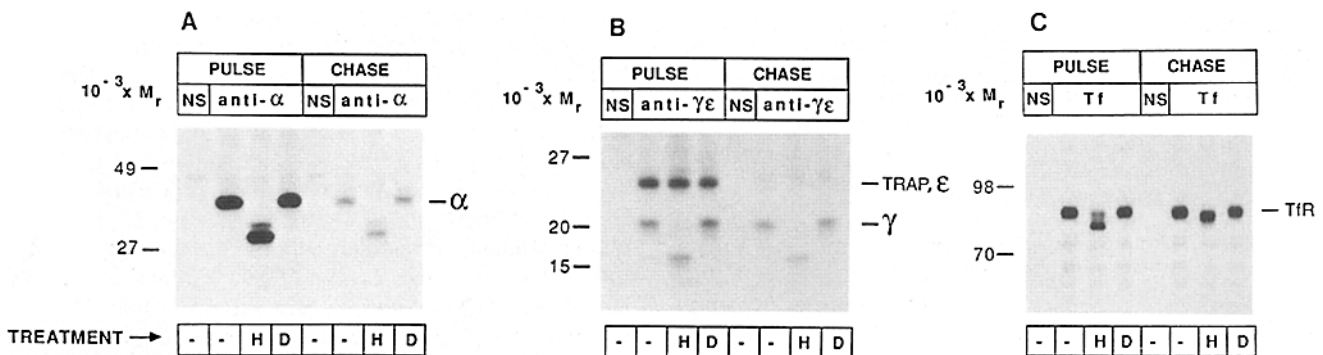 A
PULSE CHASE
10⁻³ x Mᵣ NS anti-α NS anti-α
49
α
27
TREATMENT → - - H D - - H D
B
PULSE CHASE
10⁻³ x Mᵣ NS anti-γε NS anti-γε
27
TRAP, ε
20 γ
15
- - H D - - H D
C
PULSE CHASE
10⁻³ x Mᵣ NS Tf NS Tf
98
TfR
70
- - H D - - H D